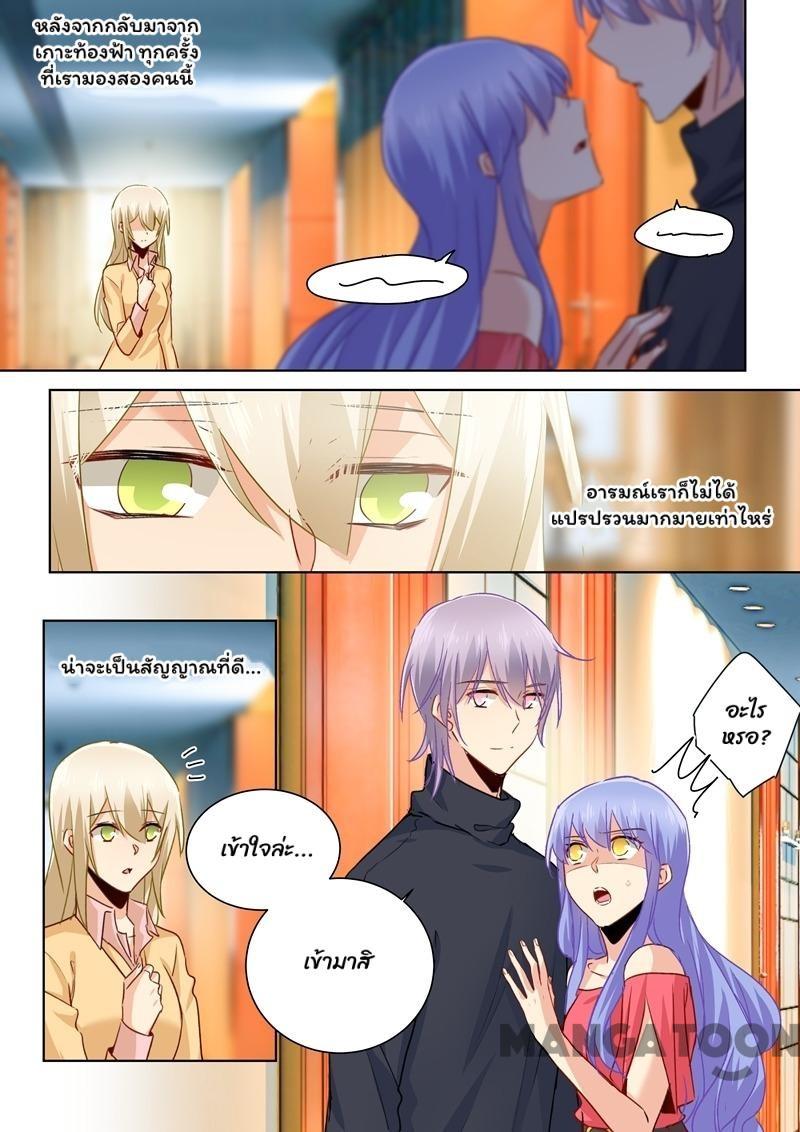 หลังจากกลับมาจาก
เกาะท้องฟ้า ทุกครั้ง
ที่เรามองสองคนนี้
อารมณ์เราก็ไม่ได้
แปรปรวนมากมายเท่าไหร่
น่าจะเป็นสัญญาณที่ดี...
อะไร
หรอ?
เข้าใจล่ะ...
เข้ามาสิ
MANGATOON